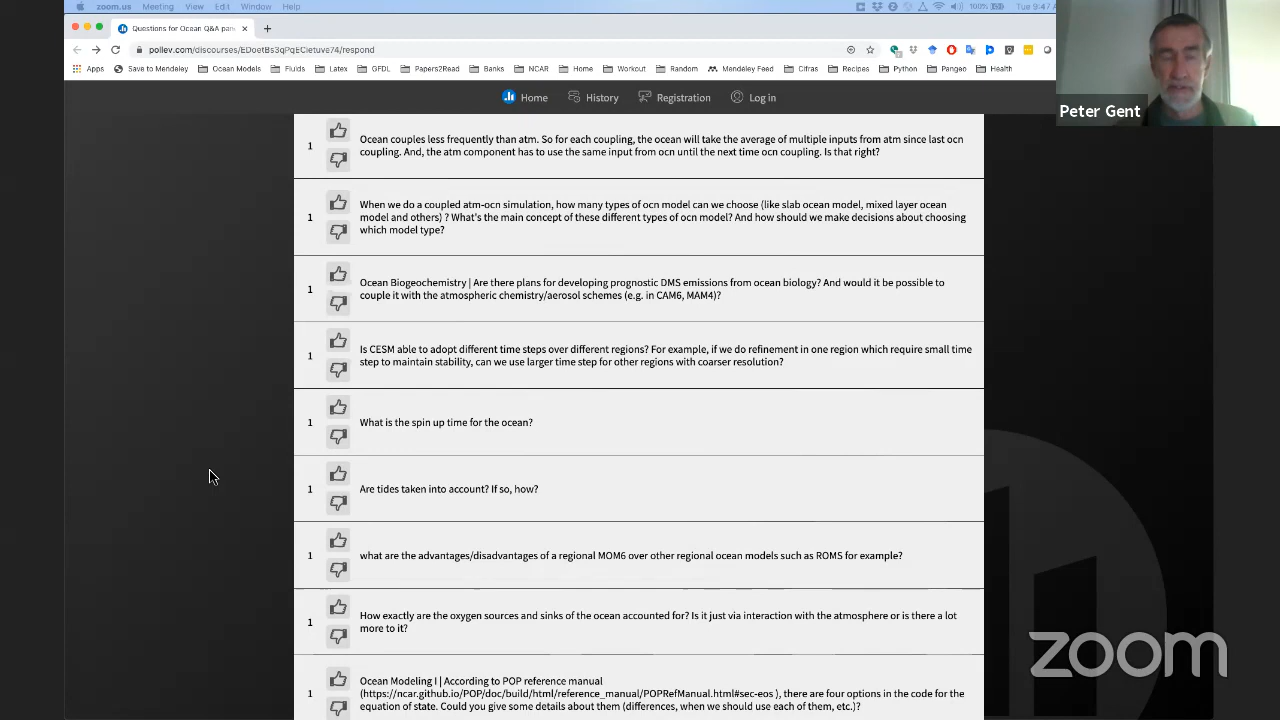 zoom.us Meeting View Edit Window Help
100% Tue 9:47
Questions for Ocean Q&A pan
pollev.com/discourses/EDoetBs3qPqECietuve74/respond
Apps Save to Mendeley Ocean Models Fluids Latex GFDL Papers2Read Banks NCAR Home Workout Random Mendeley Feed Citras Recipes Python Pangeo Health
Peter Gent
Home History Registration Log in
1 Ocean couples less frequently than atm. So for each coupling, the ocean will take the average of multiple inputs from atm since last ocn
coupling. And, the atm component has to use the same input from ocn until the next time ocn coupling. Is that right?
1 When we do a coupled atm-ocn simulation, how many types of ocn model can we choose (like slab ocean model, mixed layer ocean
model and others) ? What's the main concept of these different types of ocn model? And how should we make decisions about choosing
which model type?
1 Ocean Biogeochemistry | Are there plans for developing prognostic DMS emissions from ocean biology? And would it be possible to
couple it with the atmospheric chemistry/aerosol schemes (e.g. in CAM6, MAM4)?
1 Is CESM able to adopt different time steps over different regions? For example, if we do refinement in one region which require small time
step to maintain stability, can we use larger time step for other regions with coarser resolution?
1 What is the spin up time for the ocean?
1 Are tides taken into account? If so, how?
1 what are the advantages/disadvantages of a regional MOM6 over other regional ocean models such as ROMS for example?
1 How exactly are the oxygen sources and sinks of the ocean accounted for? Is it just via interaction with the atmosphere or is there a lot
more to it?
1 Ocean Modeling I | According to POP reference manual
(https://ncar.github.io/POP/doc/build/html/reference_manual/POPRefManual.html#sec-eos ), there are four options in the code for the
equation of state. Could you give some details about them (differences, when we should use each of them, etc.)?
zoom